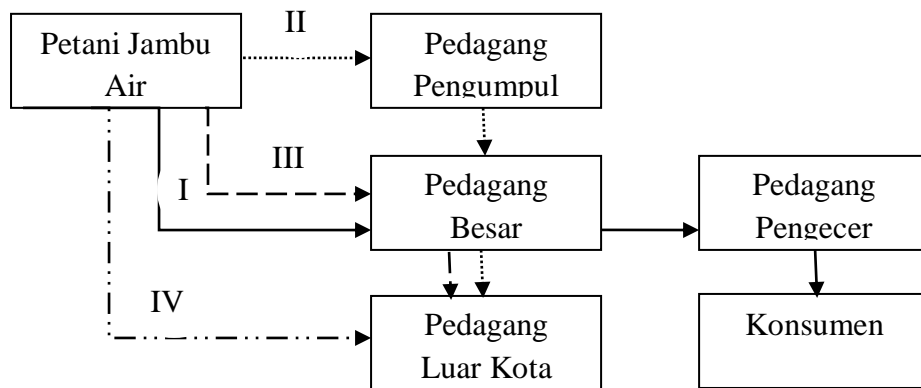 Petani Jambu
Air
II
Pedagang
Pengumpul
III
I
Pedagang
Besar
Pedagang
Pengecer
IV
Pedagang
Luar Kota
Konsumen